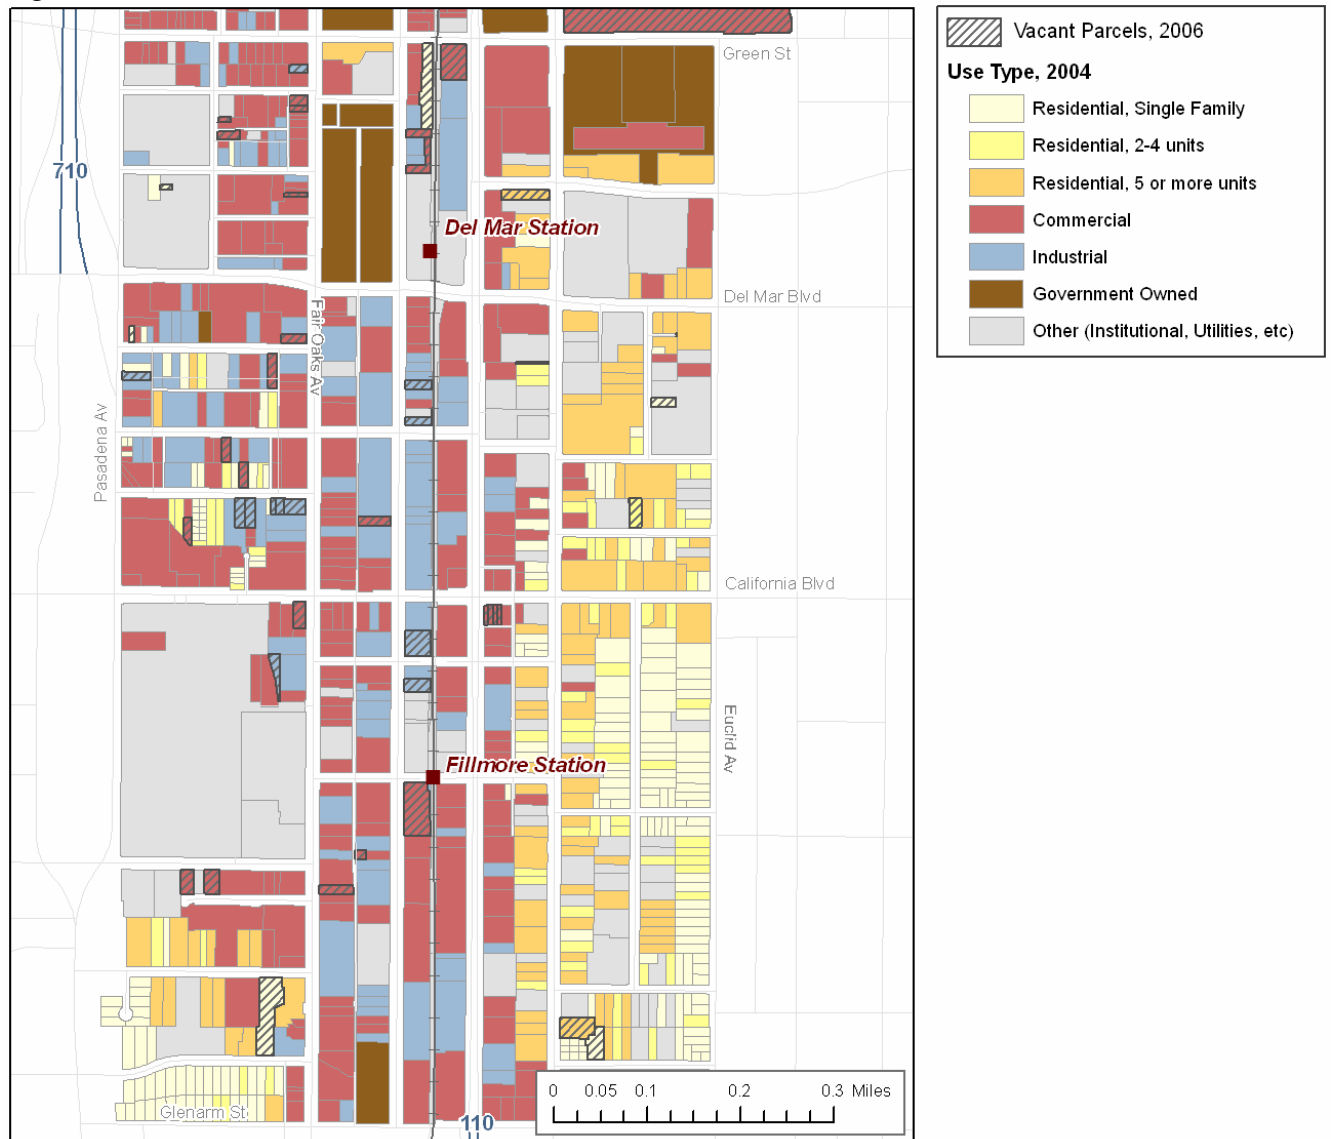 Green St
710
Del Mar Station
Del Mar Blvd
Fair Oaks Av
Pasadena Av
California Blvd
Euclid Av
Fillmore Station
Glenarm St
110
0 0.05 0.1 0.2 0.3 Miles
Vacant Parcels, 2006
Use Type, 2004
Residential, Single Family
Residential, 2-4 units
Residential, 5 or more units
Commercial
Industrial
Government Owned
Other (Institutional, Utilities, etc)